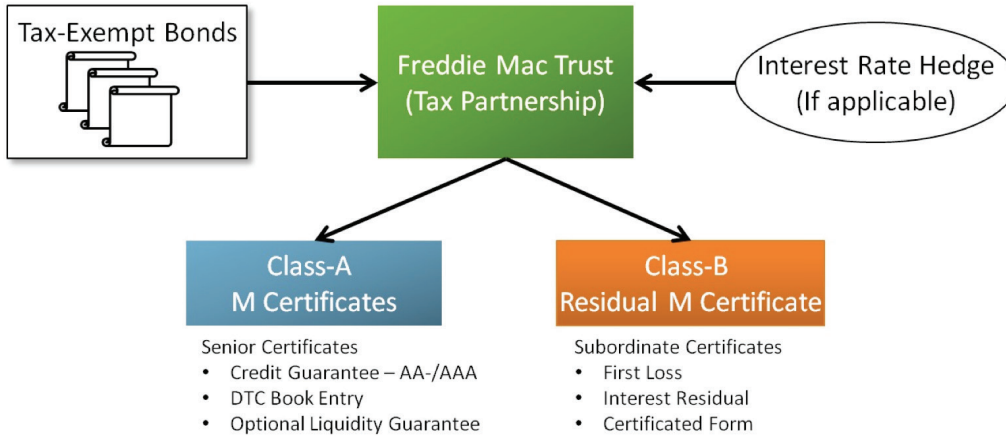 Tax-Exempt Bonds
Freddie Mac Trust
(Tax Partnership)
Interest Rate Hedge
(If applicable)
Class-A
M Certificates
Class-B
Residual M Certificate
Senior Certificates
• Credit Guarantee – AA-/AAA
• DTC Book Entry
• Optional Liquidity Guarantee
Subordinate Certificates
• First Loss
• Interest Residual
• Certificated Form